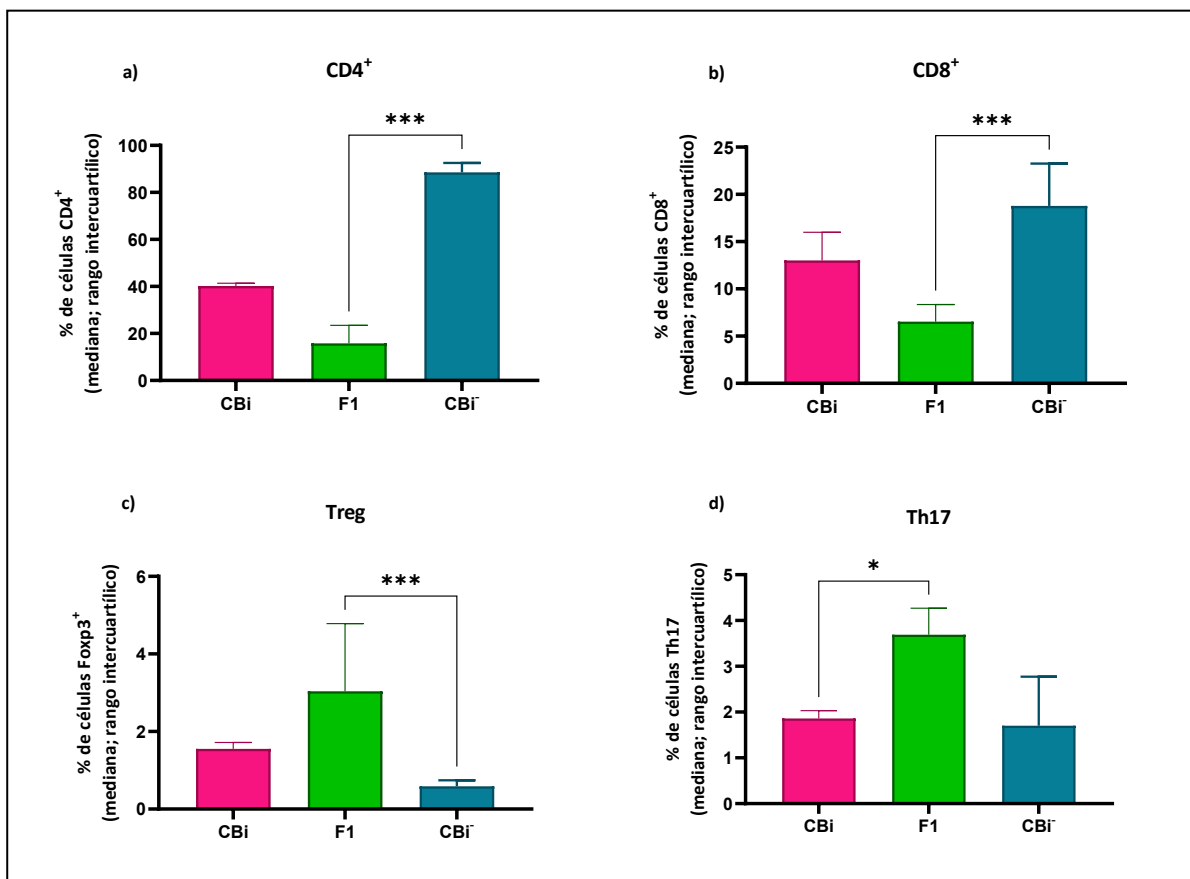 a)
CD4⁺
% de células CD4⁺
(mediana; rango intercuartílico)
100
80
60
40
20
0
***
CBi
F1
CBi⁻
b)
CD8⁺
% de células CD8⁺
(mediana; rango intercuartílico)
25
20
15
10
5
0
***
CBi
F1
CBi⁻
c)
Treg
% de células Foxp3⁺
(mediana; rango intercuartílico)
6
4
2
0
***
CBi
F1
CBi⁻
d)
Th17
% de células Th17
(mediana; rango intercuartílico)
5
4
3
2
1
0
*
CBi
F1
CBi⁻